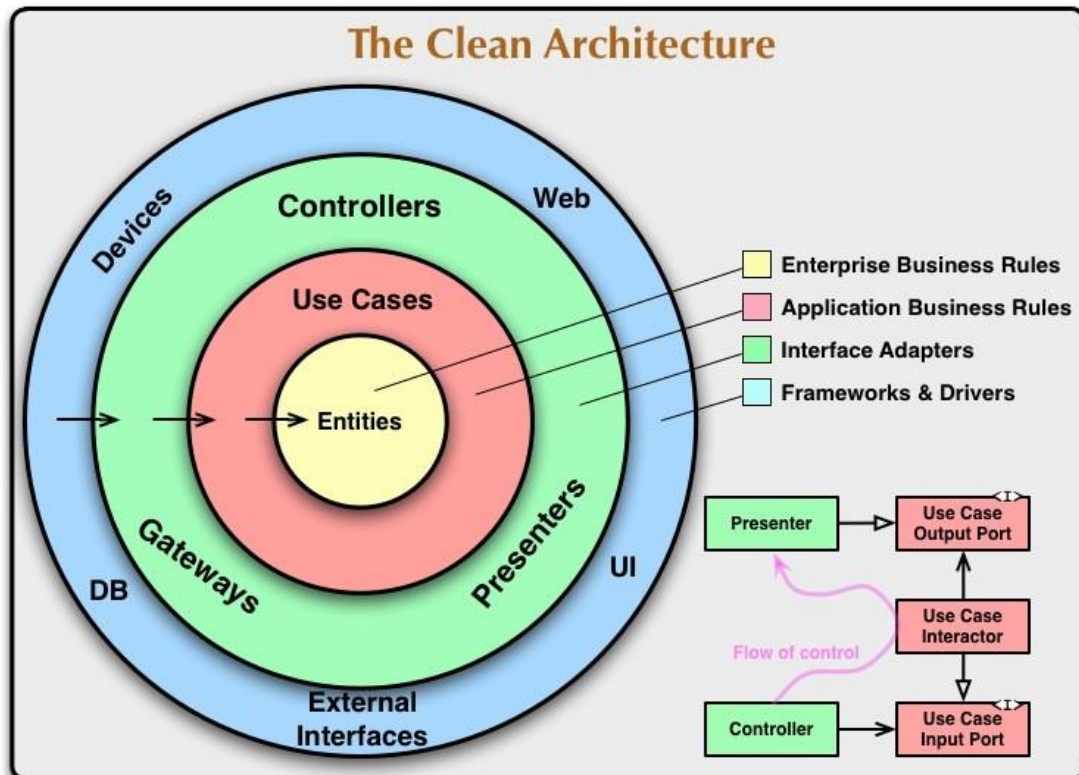 The Clean Architecture
Devices
Controllers
Web
Use Cases
Entities
Gateways
Presenters
DB
UI
External
Interfaces
Enterprise Business Rules
Application Business Rules
Interface Adapters
Frameworks & Drivers
Presenter
<I>
Use Case
Output Port
Use Case
Interactor
Flow of control
Controller
<I>
Use Case
Input Port